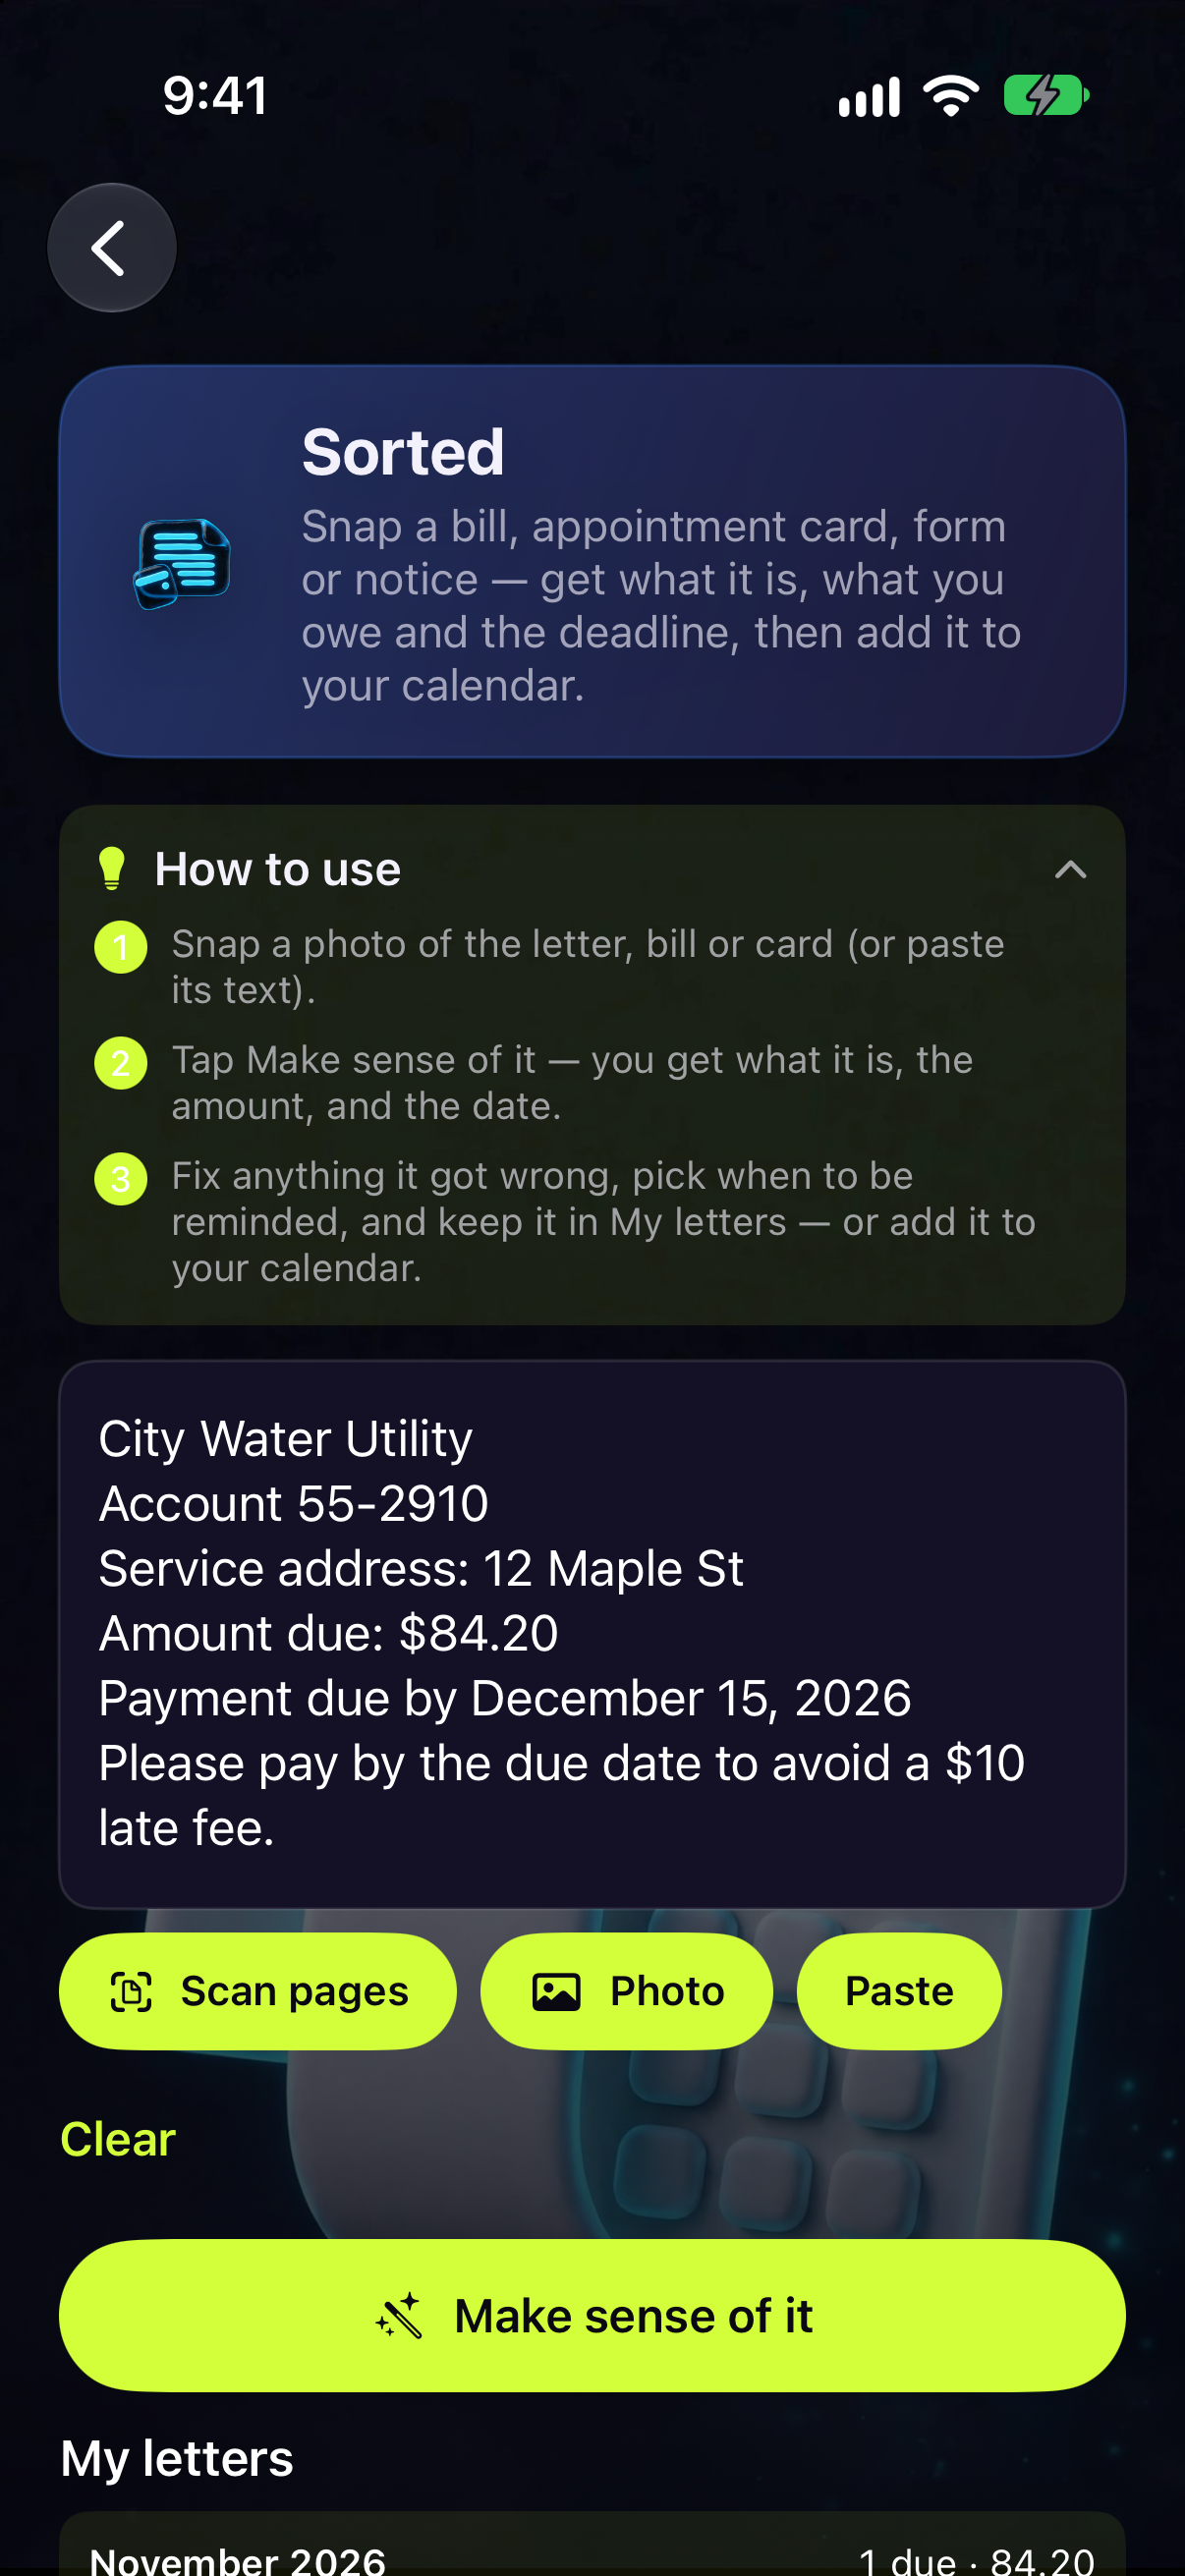 9:41
Sorted
Snap a bill, appointment card, form
or notice — get what it is, what you
owe and the deadline, then add it to
your calendar.
How to use
1 Snap a photo of the letter, bill or card (or paste
its text).
2 Tap Make sense of it — you get what it is, the
amount, and the date.
3 Fix anything it got wrong, pick when to be
reminded, and keep it in My letters — or add it to
your calendar.
City Water Utility
Account 55-2910
Service address: 12 Maple St
Amount due: $84.20
Payment due by December 15, 2026
Please pay by the due date to avoid a $10
late fee.
Scan pages Photo Paste
Clear
Make sense of it
My letters
November 2026 1 due · 84.20